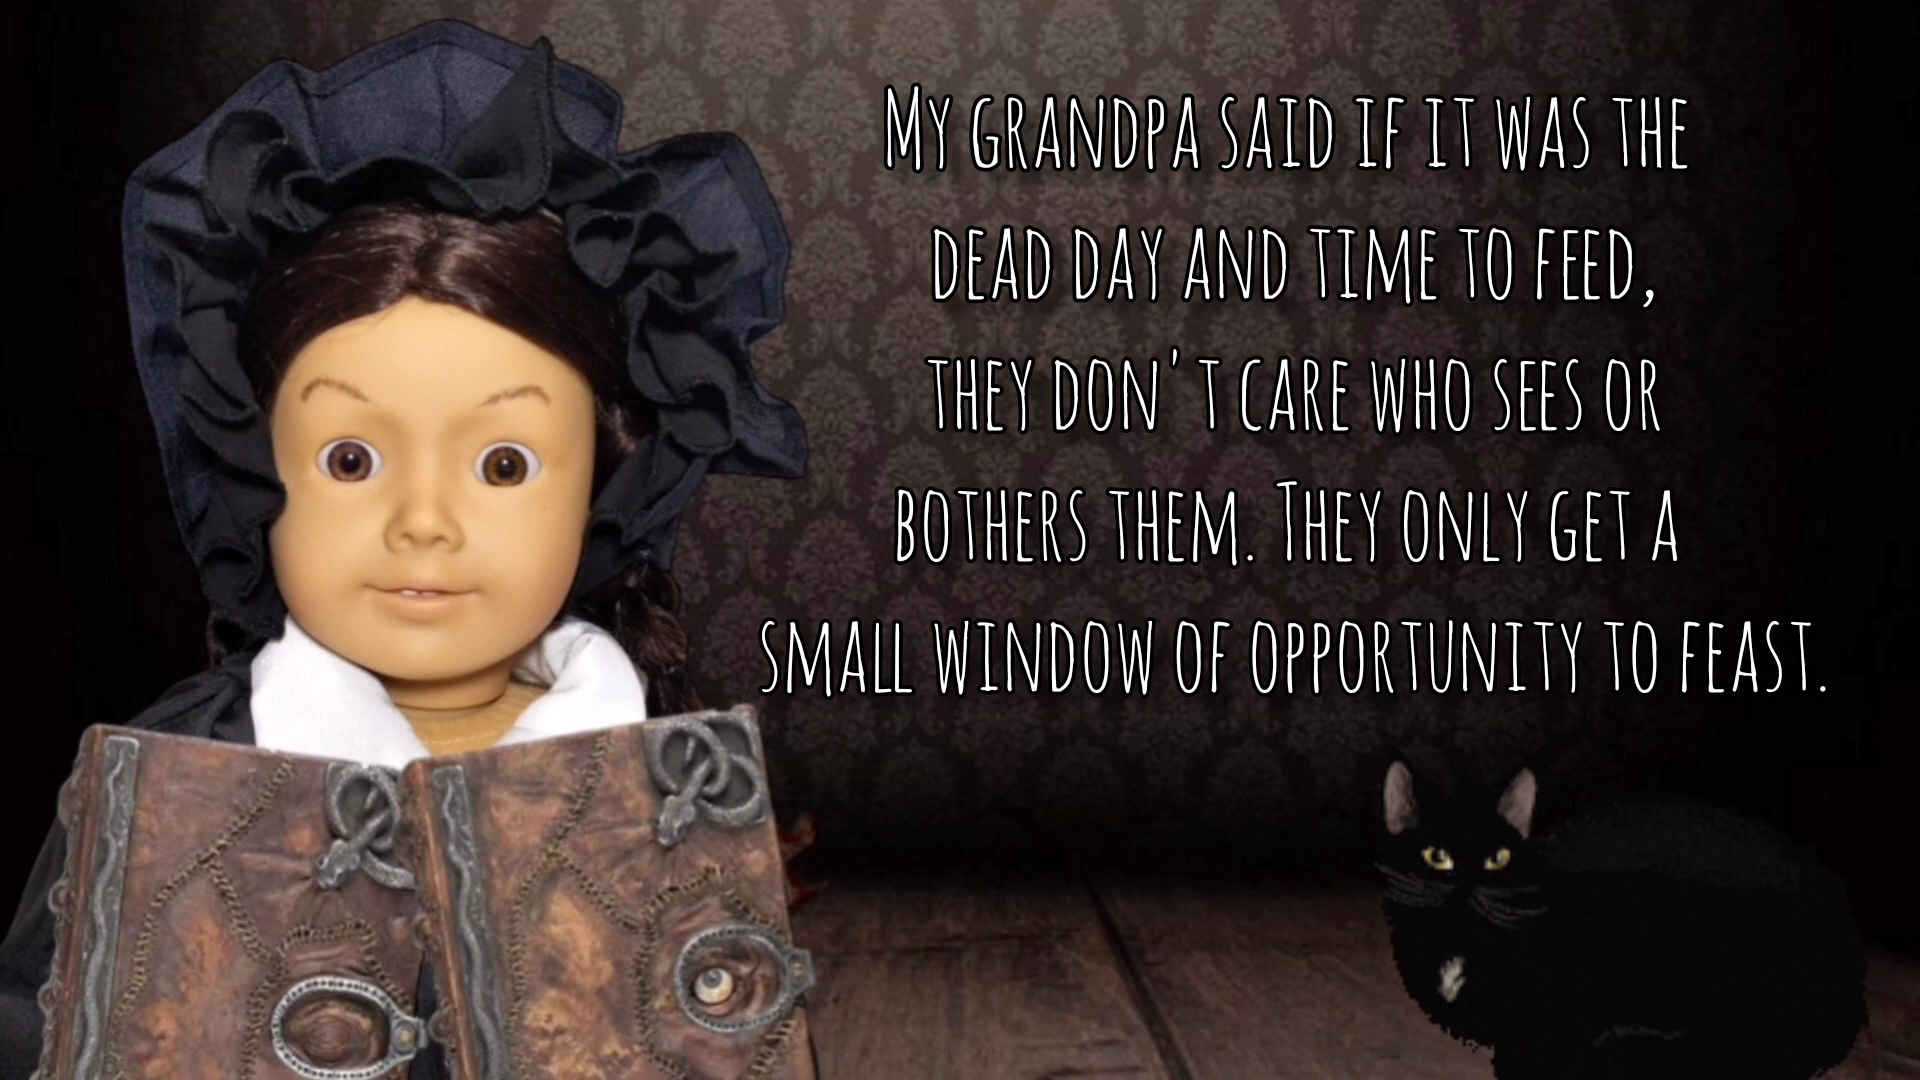 My grandpa said if it was the
dead day and time to feed,
they don't care who sees or
bothers them. They only get a
small window of opportunity to feast.